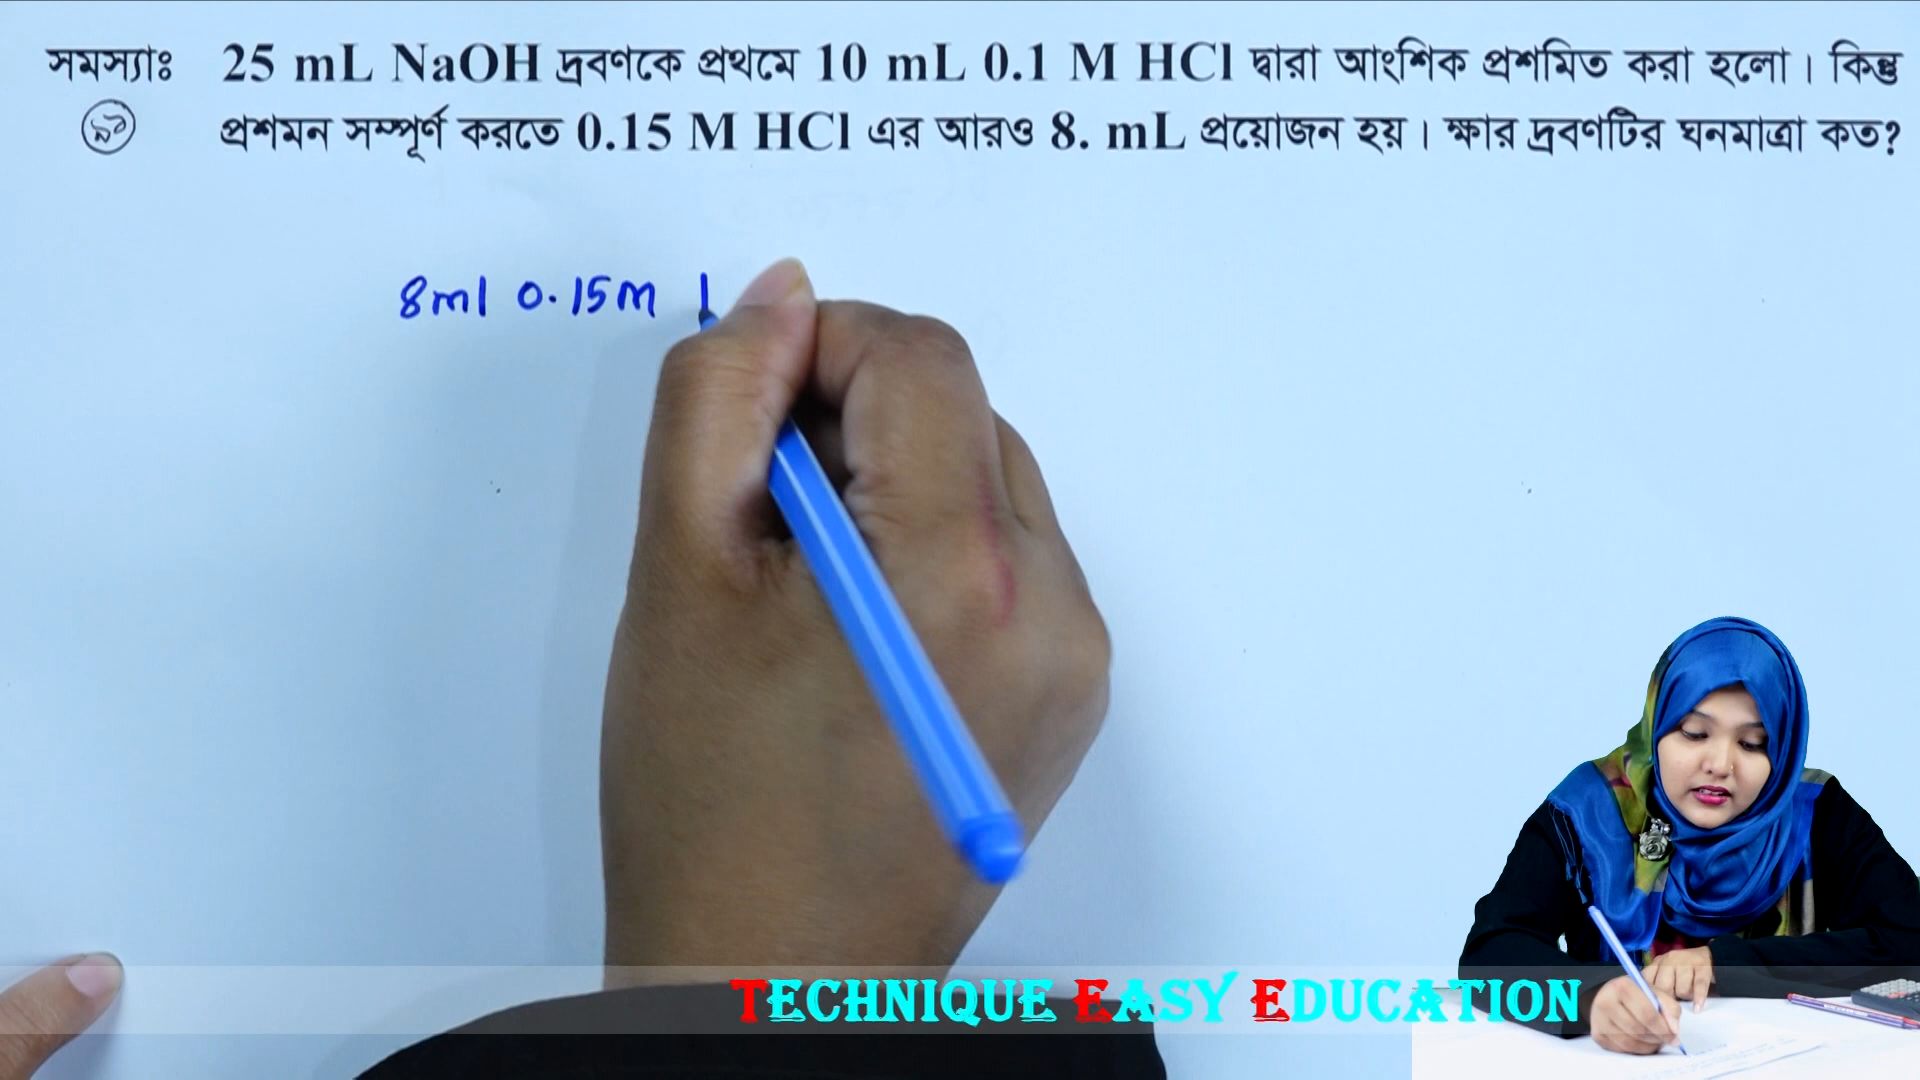 সমস্যাঃ 25 mL NaOH দ্রবণকে প্রথমে 10 mL 0.1 M HCl দ্বারা আংশিক প্রশমিত করা হলো। কিন্তু
প্রশমন সম্পূর্ণ করতে 0.15 M HCl এর আরও 8. mL প্রয়োজন হয়। ক্ষার দ্রবণটির ঘনমাত্রা কত?
8ml 0.15m
TECHNIQUE EASY EDUCATION